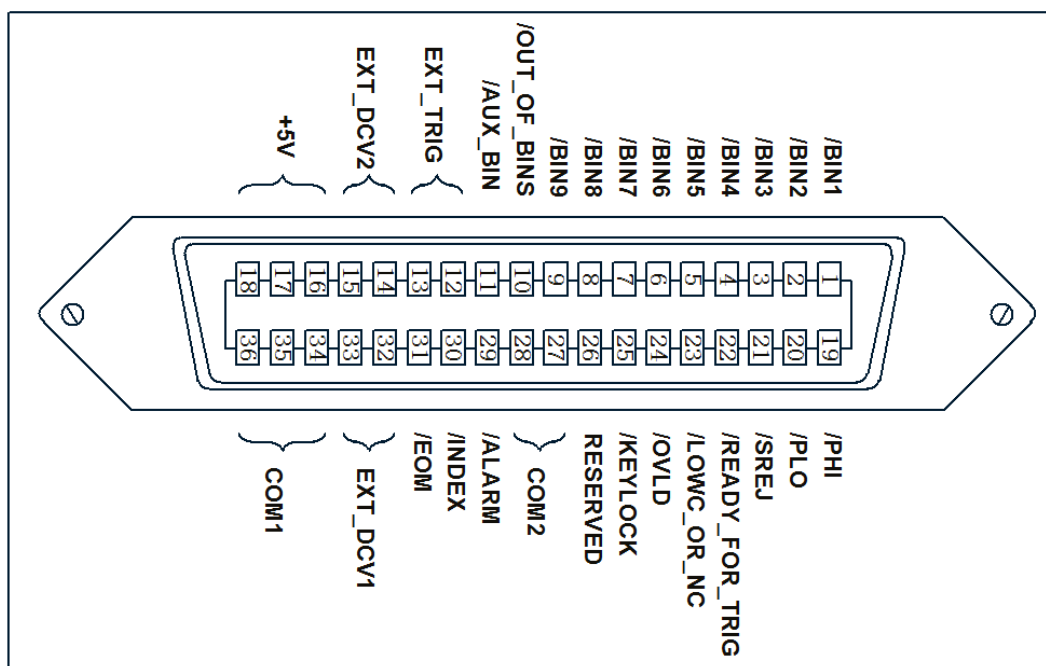 +5V
EXT_DCV2
EXT_TRIG
/AUX_BIN
/OUT_OF_BINS
/BIN9
/BIN8
/BIN7
/BIN6
/BIN5
/BIN4
/BIN3
/BIN2
/BIN1
18 17 16 15 14 13 12 11 10 9 8 7 6 5 4 3 2 1
36 35 34 33 32 31 30 29 28 27 26 25 24 23 22 21 20 19
COM1
EXT_DCV1
/EOM
/INDEX
/ALARM
COM2
RESERVED
/KEYLOCK
/OVLD
/LOWC_OR_NC
/READY_FOR_TRIG
/SREJ
/PLO
/PHI